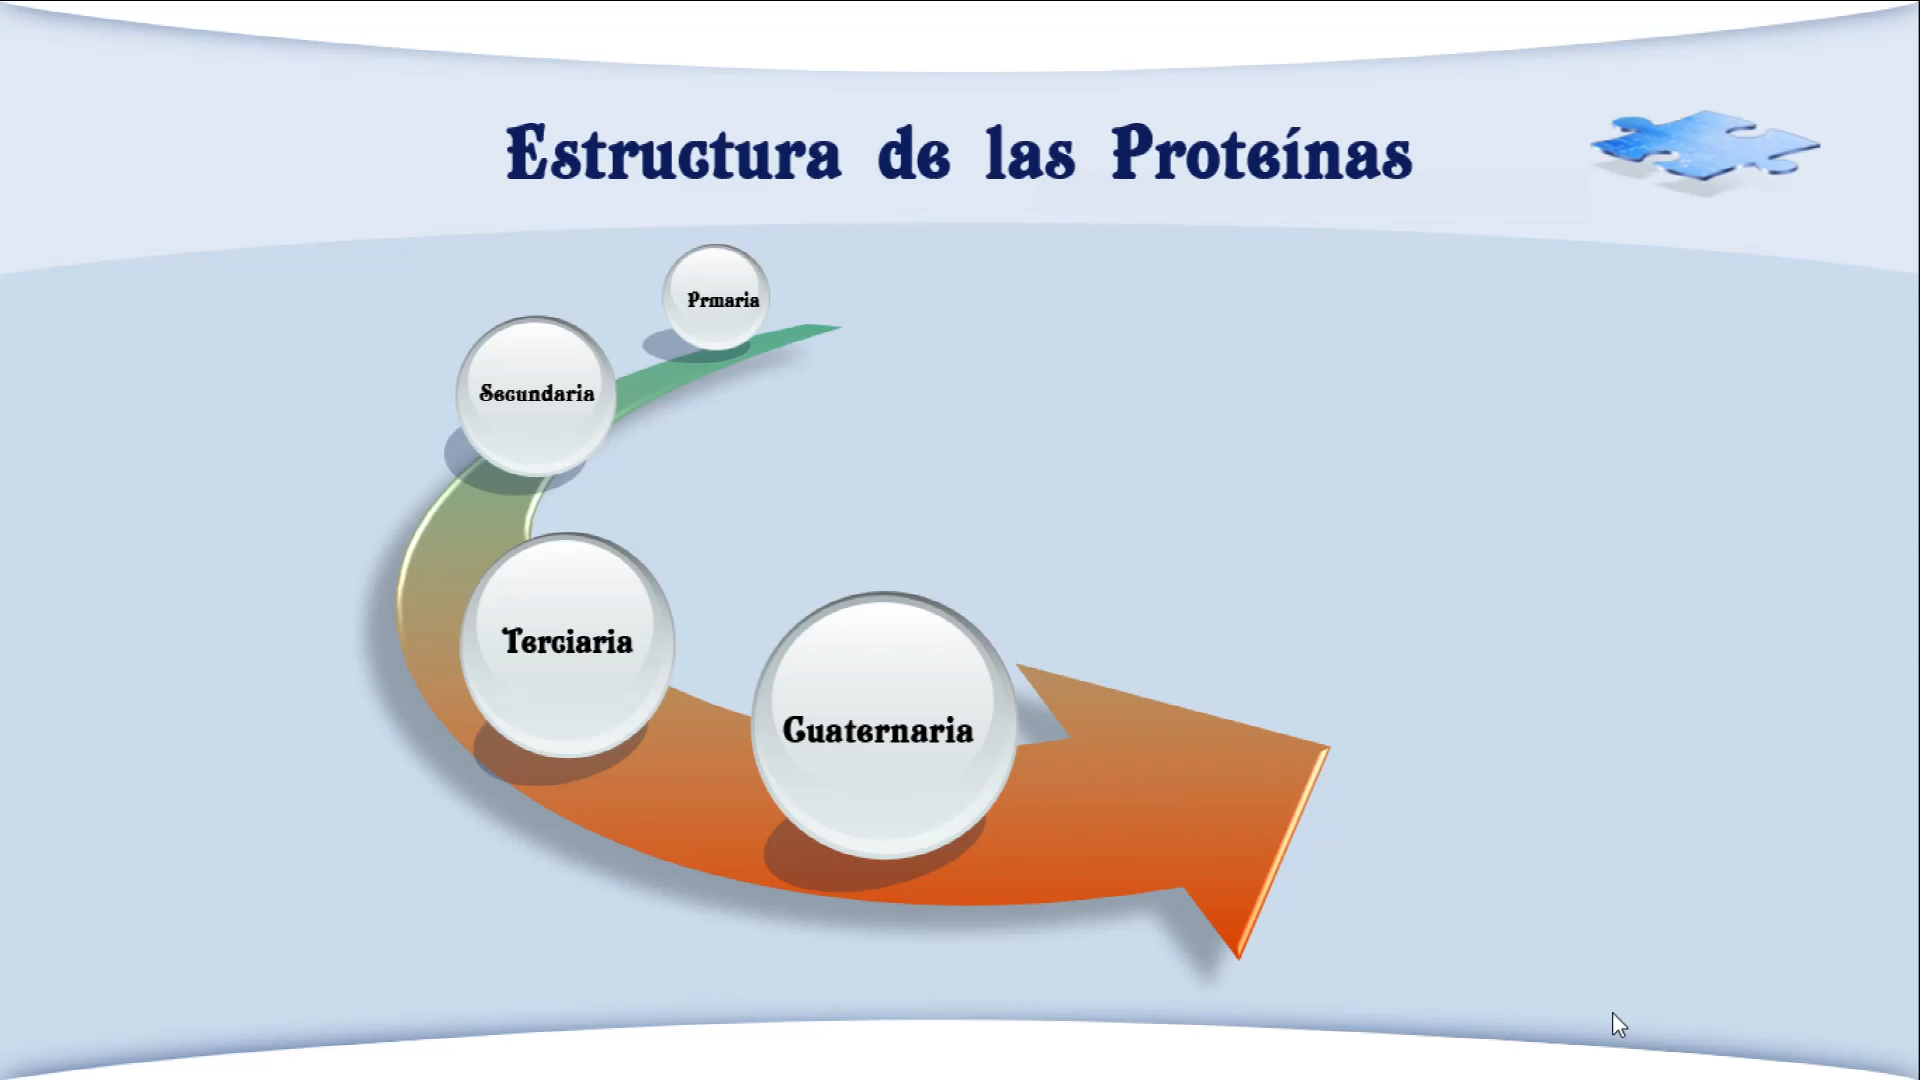 Estructura de las Proteínas
Prmaria
Secundaria
Terciaria
Cuaternaria